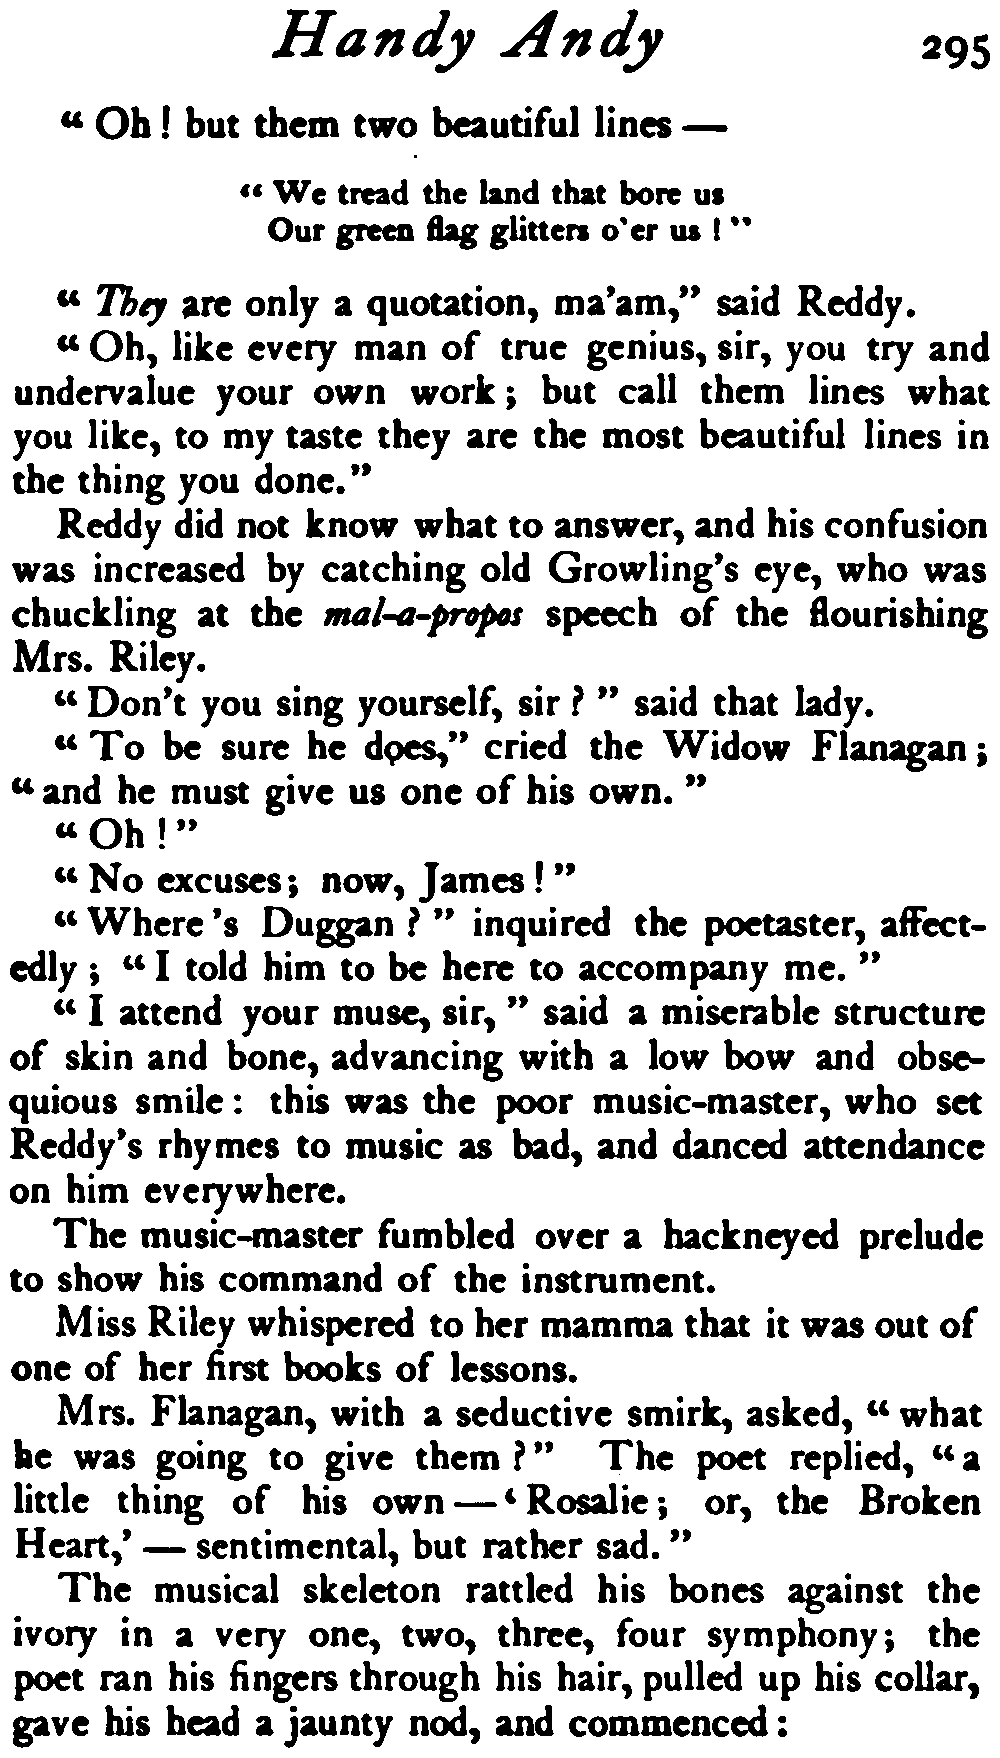 Handy Andy 295
“ Oh ! but them two beautiful lines —
“ We tread the land that bore us
Our green flag glitters o’er us ! ”
“ They are only a quotation, ma’am,” said Reddy.
“ Oh, like every man of true genius, sir, you try and
undervalue your own work ; but call them lines what
you like, to my taste they are the most beautiful lines in
the thing you done.”
Reddy did not know what to answer, and his confusion
was increased by catching old Growling’s eye, who was
chuckling at the mal-a-propos speech of the flourishing
Mrs. Riley.
“ Don’t you sing yourself, sir ? ” said that lady.
“ To be sure he does,” cried the Widow Flanagan ;
“ and he must give us one of his own. ”
“ Oh ! ”
“ No excuses ; now, James ! ”
“ Where ’s Duggan ? ” inquired the poetaster, affect-
edly ; “ I told him to be here to accompany me. ”
“ I attend your muse, sir, ” said a miserable structure
of skin and bone, advancing with a low bow and obse-
quious smile : this was the poor music-master, who set
Reddy’s rhymes to music as bad, and danced attendance
on him everywhere.
The music-master fumbled over a hackneyed prelude
to show his command of the instrument.
Miss Riley whispered to her mamma that it was out of
one of her first books of lessons.
Mrs. Flanagan, with a seductive smirk, asked, “ what
he was going to give them ? ” The poet replied, “ a
little thing of his own — ‘ Rosalie ; or, the Broken
Heart,’ — sentimental, but rather sad. ”
The musical skeleton rattled his bones against the
ivory in a very one, two, three, four symphony ; the
poet ran his fingers through his hair, pulled up his collar,
gave his head a jaunty nod, and commenced :